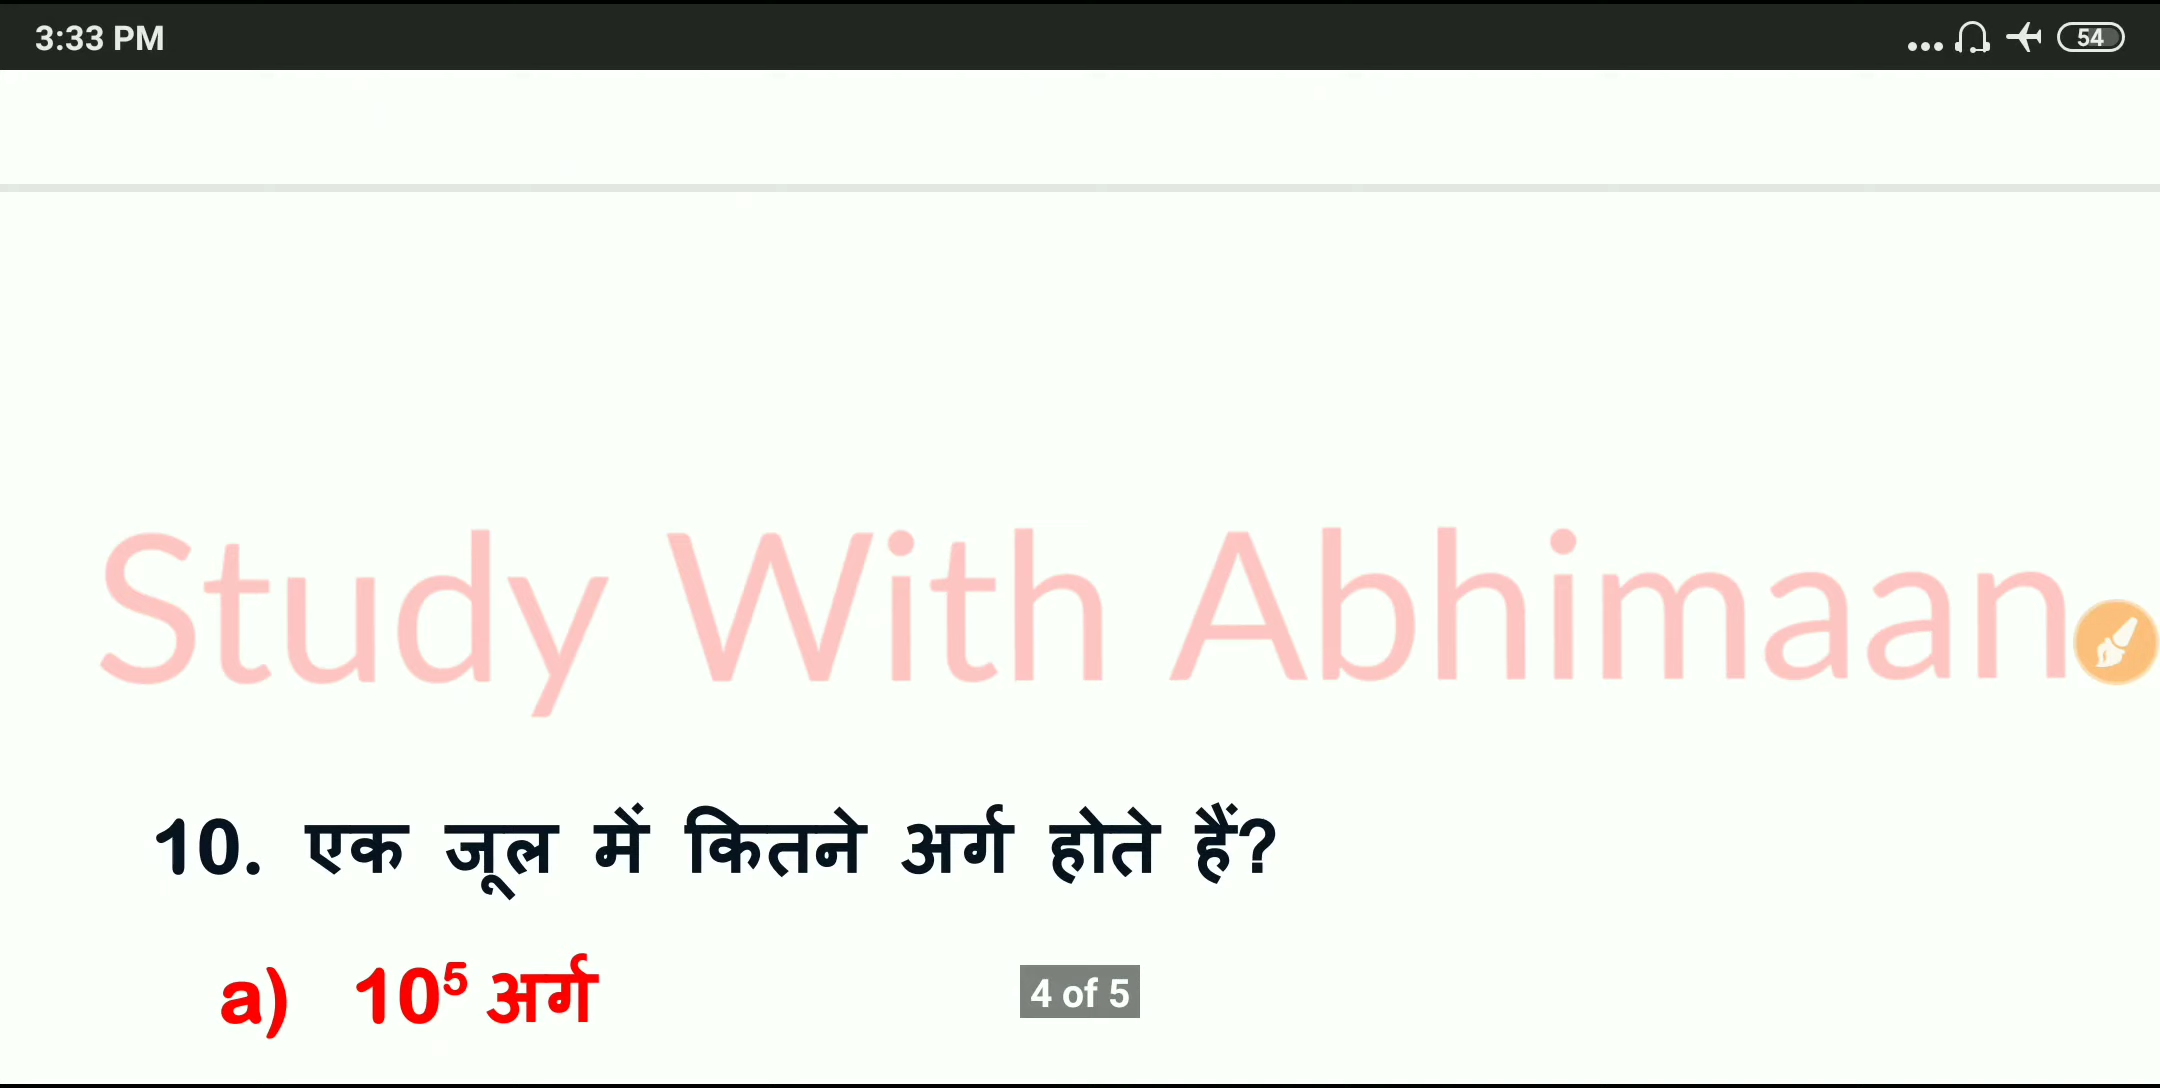 3:33 PM
54
Study With Abhimaan
10. एक जूल में कितने अर्ग होते हैं?
a) 10⁵ अर्ग
4 of 5